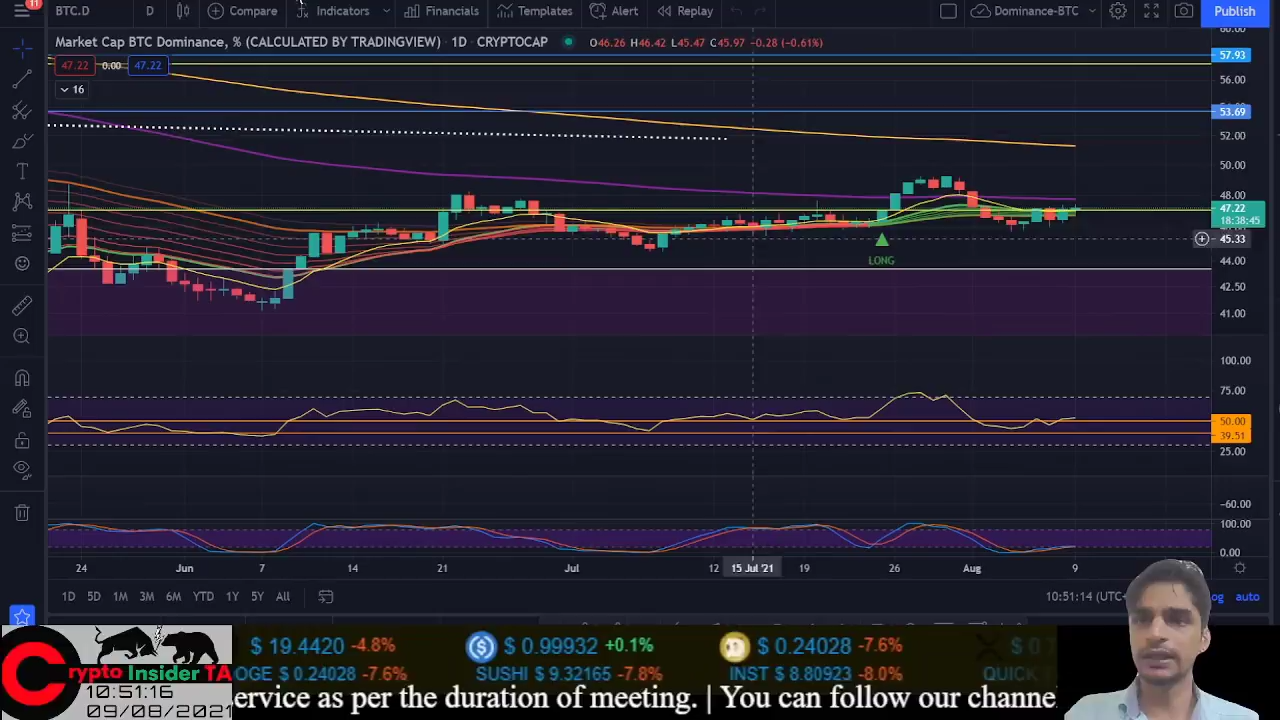 11
BTC.D D Compare Indicators Financials Templates Alert Replay Dominance-BTC Publish
Market Cap BTC Dominance, % (CALCULATED BY TRADINGVIEW) · 1D · CRYPTOCAP O46.26 H46.42 L45.47 C45.97 -0.28 (-0.61%)
47.22 0.00 47.22
16
57.93
56.00
53.69
52.00
50.00
48.00
47.22
18:38:45
45.33
44.00
42.50
41.00
LONG
100.00
75.00
50.00
39.51
25.00
-60.00
100.00
0.00
24 Jun 7 14 21 Jul 12 15 Jul '21 19 26 Aug 9
1D 5D 1M 3M 6M YTD 1Y 5Y All 10:51:14 (UTC+ log auto
$ 19.4420 -4.8% $ $ 0.99932 +0.1% $ 0.24028 -7.6%
OGE $ 0.24028 -7.6% SUSHI $ 9.32165 -7.8% INST $ 8.80923 -8.0% QUICK
Crypto Insider TA
10:51:16
09/08/2021
ervice as per the duration of meeting. | You can follow our channel